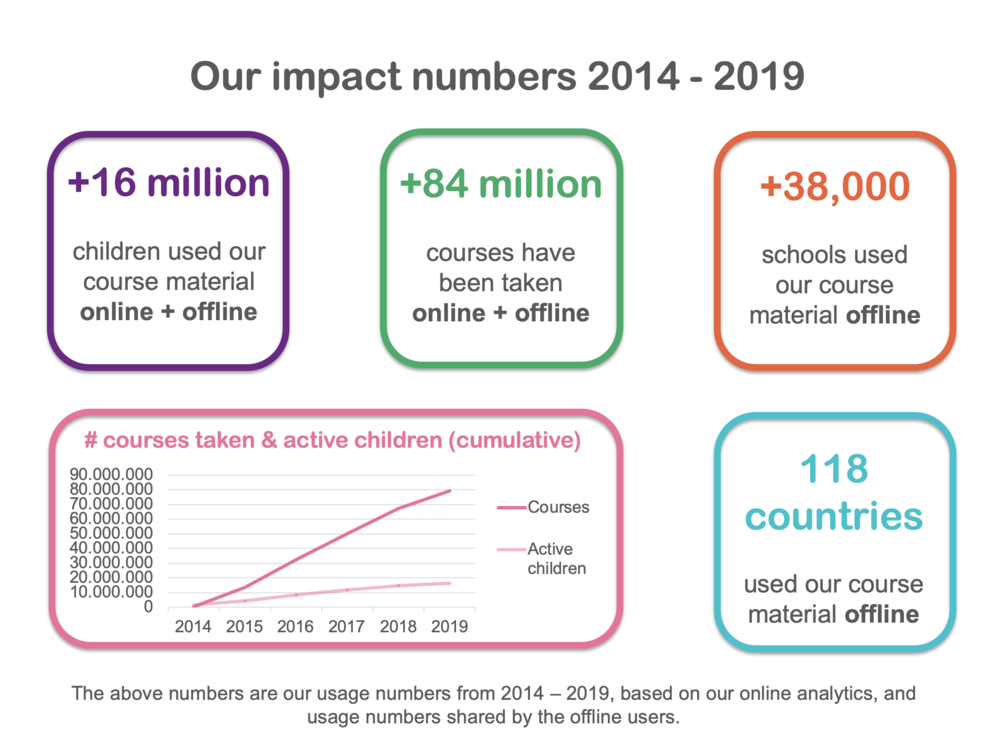 Our impact numbers 2014 - 2019
+16 million
children used our
course material
online + offline
+84 million
courses have
been taken
online + offline
+38,000
schools used
our course
material offline
# courses taken & active children (cumulative)
90.000.000
80.000.000
70.000.000
60.000.000
50.000.000
40.000.000
30.000.000
20.000.000
10.000.000
0
2014 2015 2016 2017 2018 2019
Courses
Active
children
118
countries
used our course
material offline
The above numbers are our usage numbers from 2014 – 2019, based on our online analytics, and
usage numbers shared by the offline users.